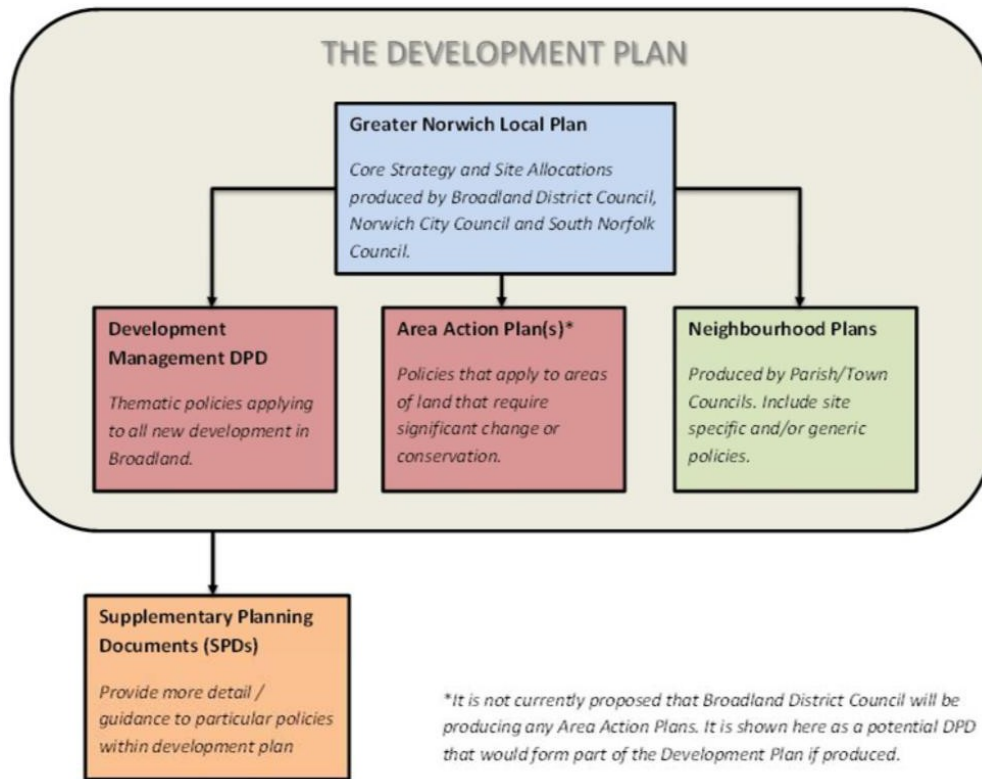 THE DEVELOPMENT PLAN
Greater Norwich Local Plan
Core Strategy and Site Allocations
produced by Broadland District Council,
Norwich City Council and South Norfolk
Council.
Development
Management DPD
Thematic policies applying
to all new development in
Broadland.
Area Action Plan(s)*
Policies that apply to areas
of land that require
significant change or
conservation.
Neighbourhood Plans
Produced by Parish/Town
Councils. Include site
specific and/or generic
policies.
Supplementary Planning
Documents (SPDs)
Provide more detail /
guidance to particular policies
within development plan
*It is not currently proposed that Broadland District Council will be
producing any Area Action Plans. It is shown here as a potential DPD
that would form part of the Development Plan if produced.